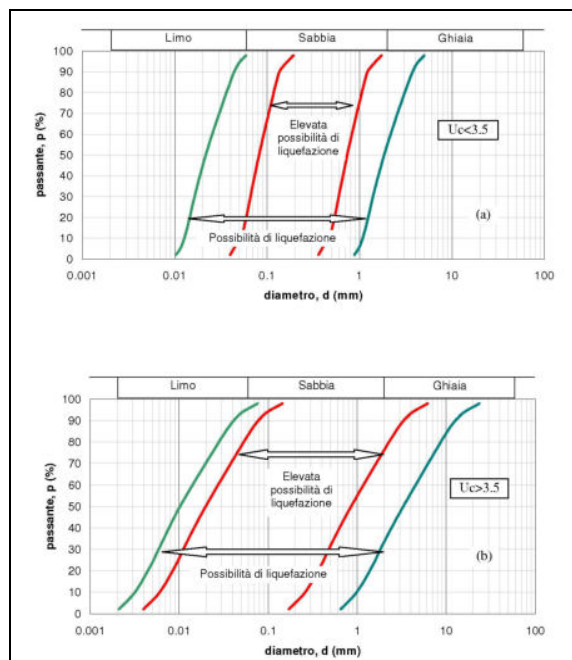 Limo Sabbia Ghiaia
100
90
80
70
60
50
40
30
20
10
0
passante, p (%)
Elevata
possibilità di
liquefazione
Uc<3.5
Possibilità di liquefazione
(a)
0.001 0.01 0.1 1 10 100
diametro, d (mm)
Limo Sabbia Ghiaia
100
90
80
70
60
50
40
30
20
10
0
passante, p (%)
Elevata
possibilità di
liquefazione
Uc>3.5
Possibilità di liquefazione
(b)
0.001 0.01 0.1 1 10 100
diametro, d (mm)